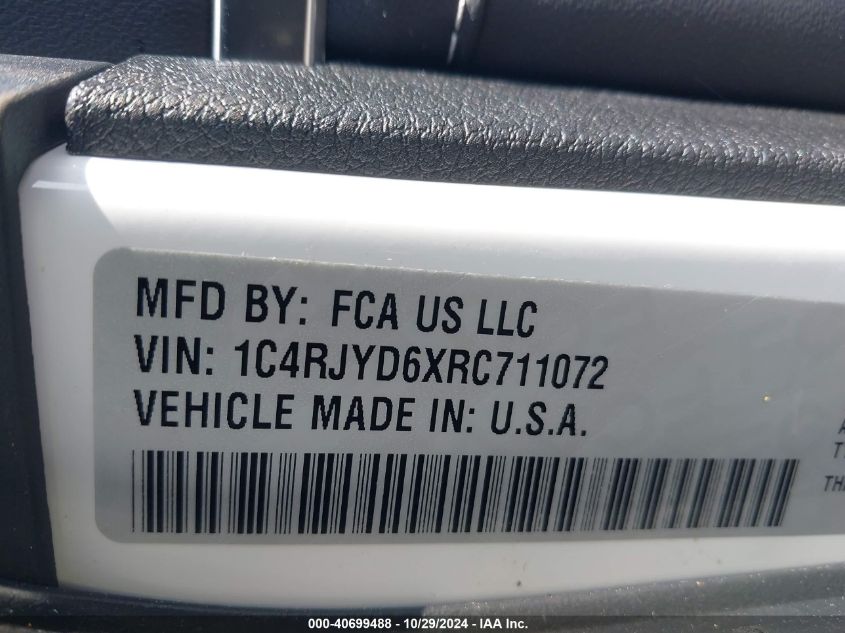 MFD BY: FCA US LLC
VIN: 1C4RJYD6XRC711072
VEHICLE MADE IN: U.S.A.
000-40699488 - 10/29/2024 - IAA Inc.